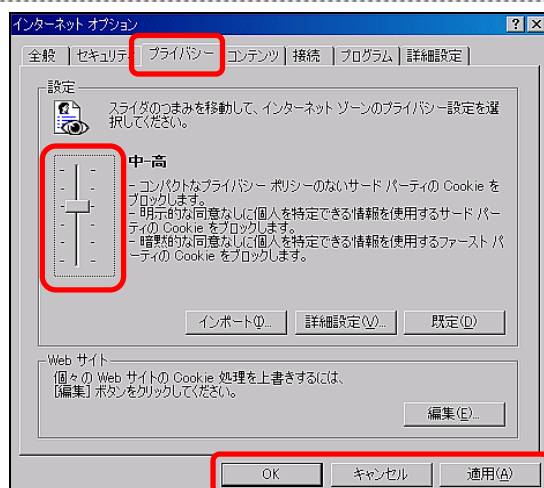 インターネット オプション
全般 セキュリティ プライバシー コンテンツ 接続 プログラム 詳細設定
設定
スライダのつまみを移動して、インターネット ゾーンのプライバシー設定を選
択してください。
中-高
- コンパクトなプライバシー ポリシーのないサード パーティの Cookie を
ブロックします。
- 明示的な同意なしに個人を特定できる情報を使用するサード パー
ティの Cookie をブロックします。
- 暗黙的な同意なしに個人を特定できる情報を使用するファースト パ
ーティの Cookie をブロックします。
インポート(I)... 詳細設定(V)... 既定(D)
Web サイト
個々の Web サイトの Cookie 処理を上書きするには、
[編集] ボタンをクリックしてください。
編集(E)...
OK キャンセル 適用(A)